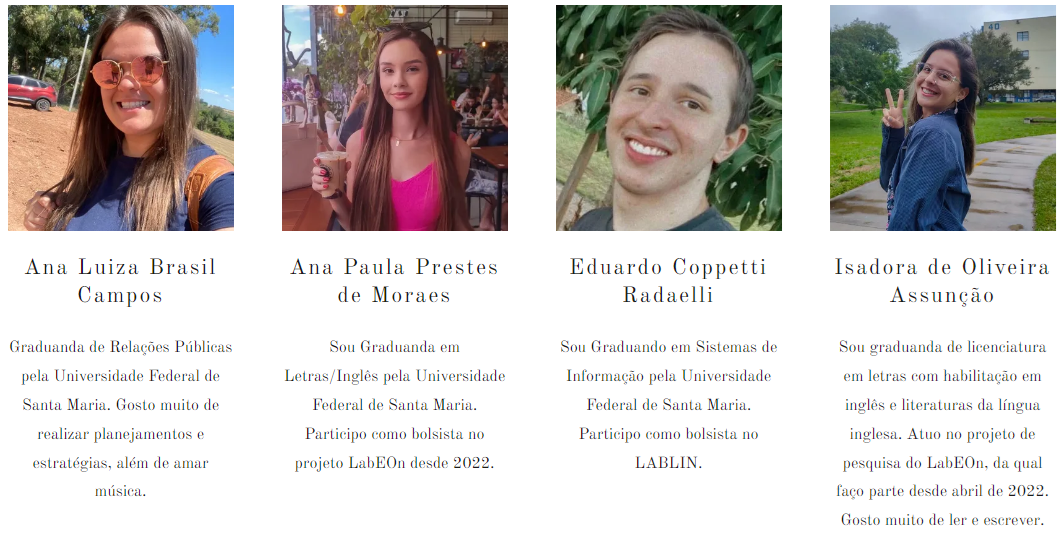 40
Ana Luiza Brasil
Campos
Graduanda de Relações Públicas
pela Universidade Federal de
Santa Maria. Gosto muito de
realizar planejamentos e
estratégias, além de amar
música.
Ana Paula Prestes
de Moraes
Sou Graduanda em
Letras/Inglês pela Universidade
Federal de Santa Maria.
Participo como bolsista no
projeto LabEOn desde 2022.
Eduardo Coppetti
Radaelli
Sou Graduando em Sistemas de
Informação pela Universidade
Federal de Santa Maria.
Participo como bolsista no
LABLIN.
Isadora de Oliveira
Assunção
Sou graduanda de licenciatura
em letras com habilitação em
inglês e literaturas da língua
inglesa. Atuo no projeto de
pesquisa do LabEOn, da qual
faço parte desde abril de 2022.
Gosto muito de ler e escrever.